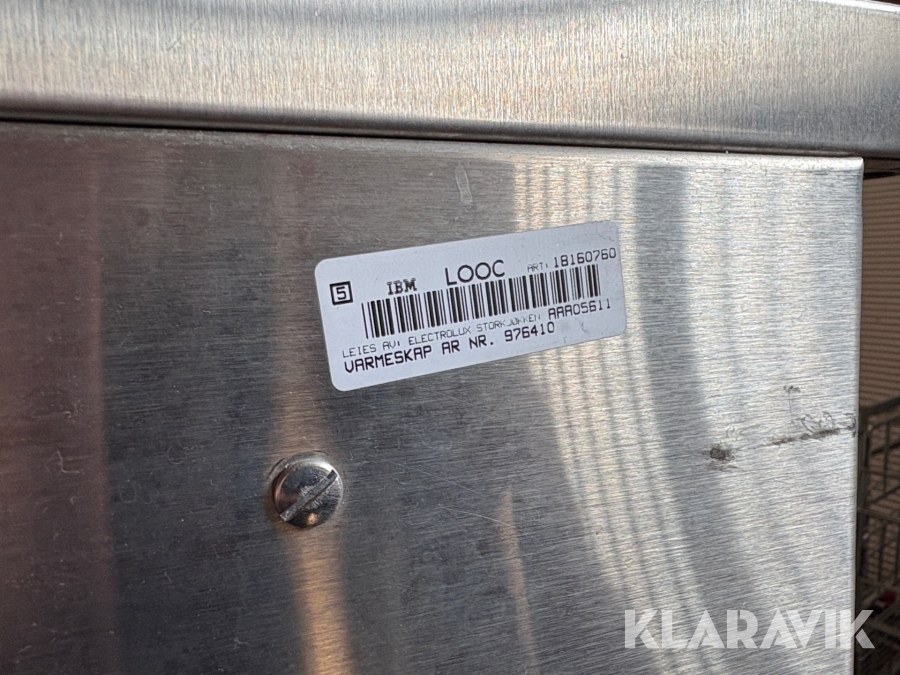 5 IBM LOOC ART: 18160760
LEIES AV: ELECTROLUX STORKJØKKEN AAA05611
VARMESKAP AR NR. 976410
KLARAVIK